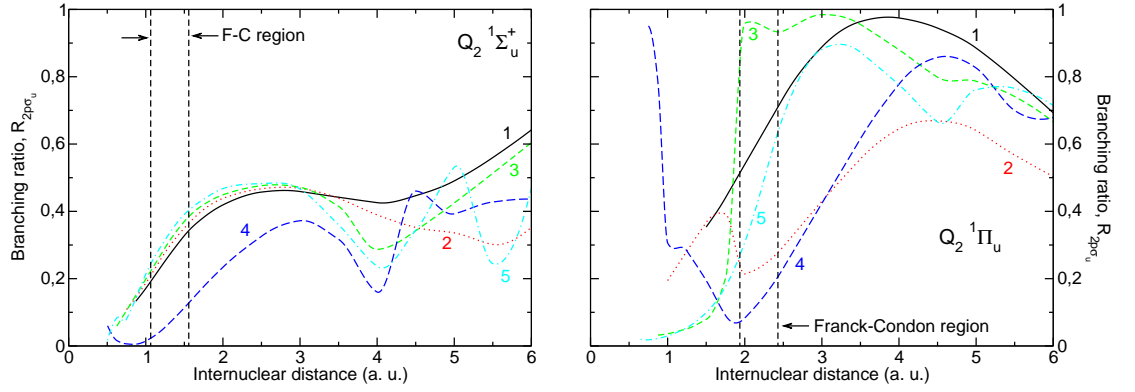 1
0,8
0,6
0,4
0,2
0
Branching ratio, R2pσu
0 1 2 3 4 5 6
Internuclear distance (a. u.)
F-C region
Q2 1Σu+
1
3
2
4
5
1
0,8
0,6
0,4
0,2
0
Branching ratio, R2pσu
0 1 2 3 4 5 6
Internuclear distance (a. u.)
3
1
2
5
4
Q2 1Πu
Franck-Condon region